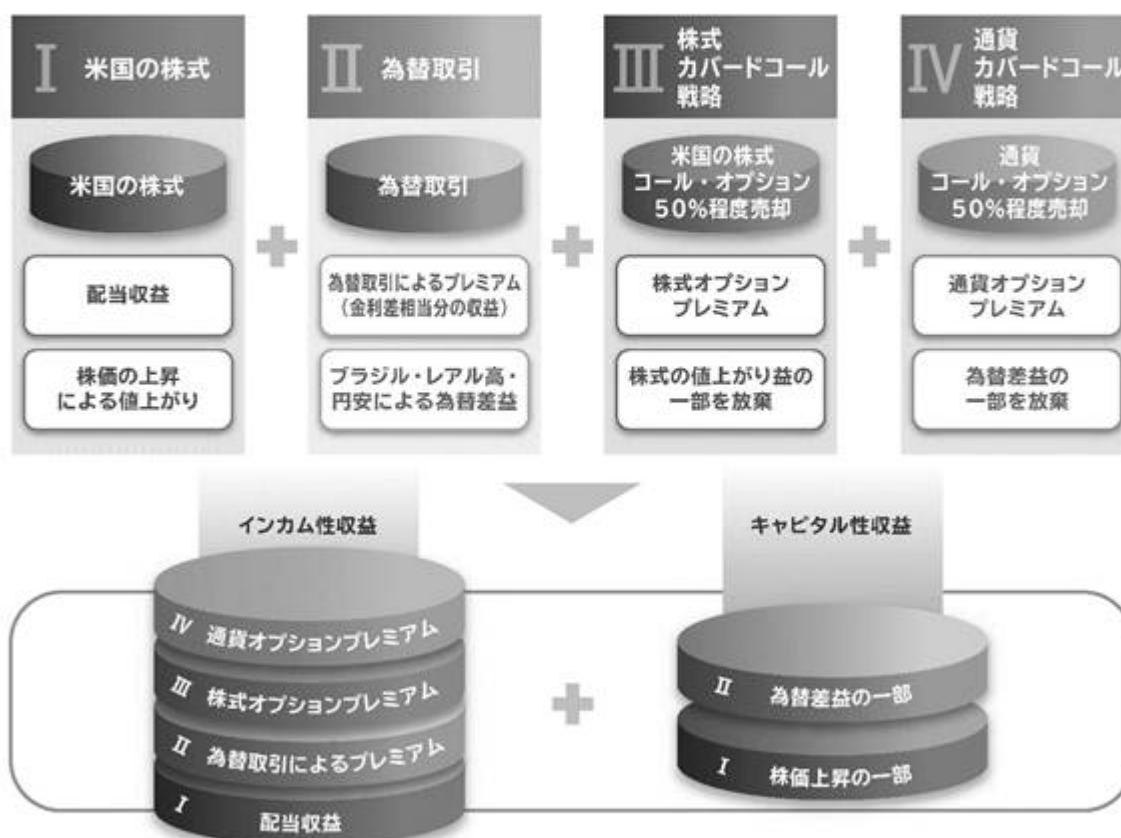 Ⅰ 米国の株式
米国の株式
配当収益
株価の上昇
による値上がり
Ⅱ 為替取引
為替取引
為替取引によるプレミアム
(金利差相当分の収益)
ブラジル・レアル高・
円安による為替差益
Ⅲ 株式
カバードコール
戦略
米国の株式
コール・オプション
50%程度売却
株式オプション
プレミアム
株式の値上がり益の
一部を放棄
Ⅳ 通貨
カバードコール
戦略
通貨
コール・オプション
50%程度売却
通貨オプション
プレミアム
為替差益の
一部を放棄
インカム性収益
Ⅳ 通貨オプションプレミアム
Ⅲ 株式オプションプレミアム
Ⅱ 為替取引によるプレミアム
Ⅰ 配当収益
キャピタル性収益
Ⅱ 為替差益の一部
Ⅰ 株価上昇の一部